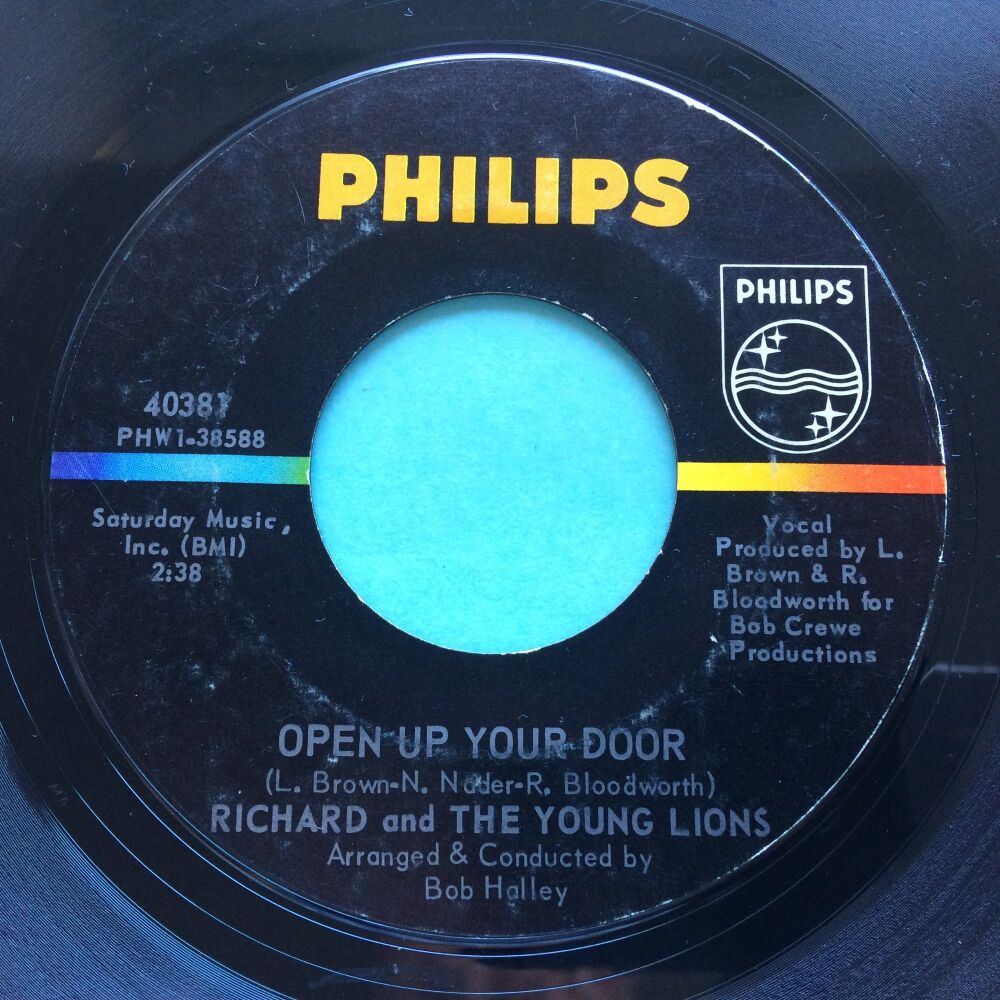 PHILIPS
PHILIPS
40381
PHW1-38588
Saturday Music,
Inc. (BMI)
2:38
Vocal
Produced by L.
Brown & R.
Bloodworth for
Bob Crewe
Productions
OPEN UP YOUR DOOR
(L. Brown-N. Nader-R. Bloodworth)
RICHARD and THE YOUNG LIONS
Arranged & Conducted by
Bob Halley